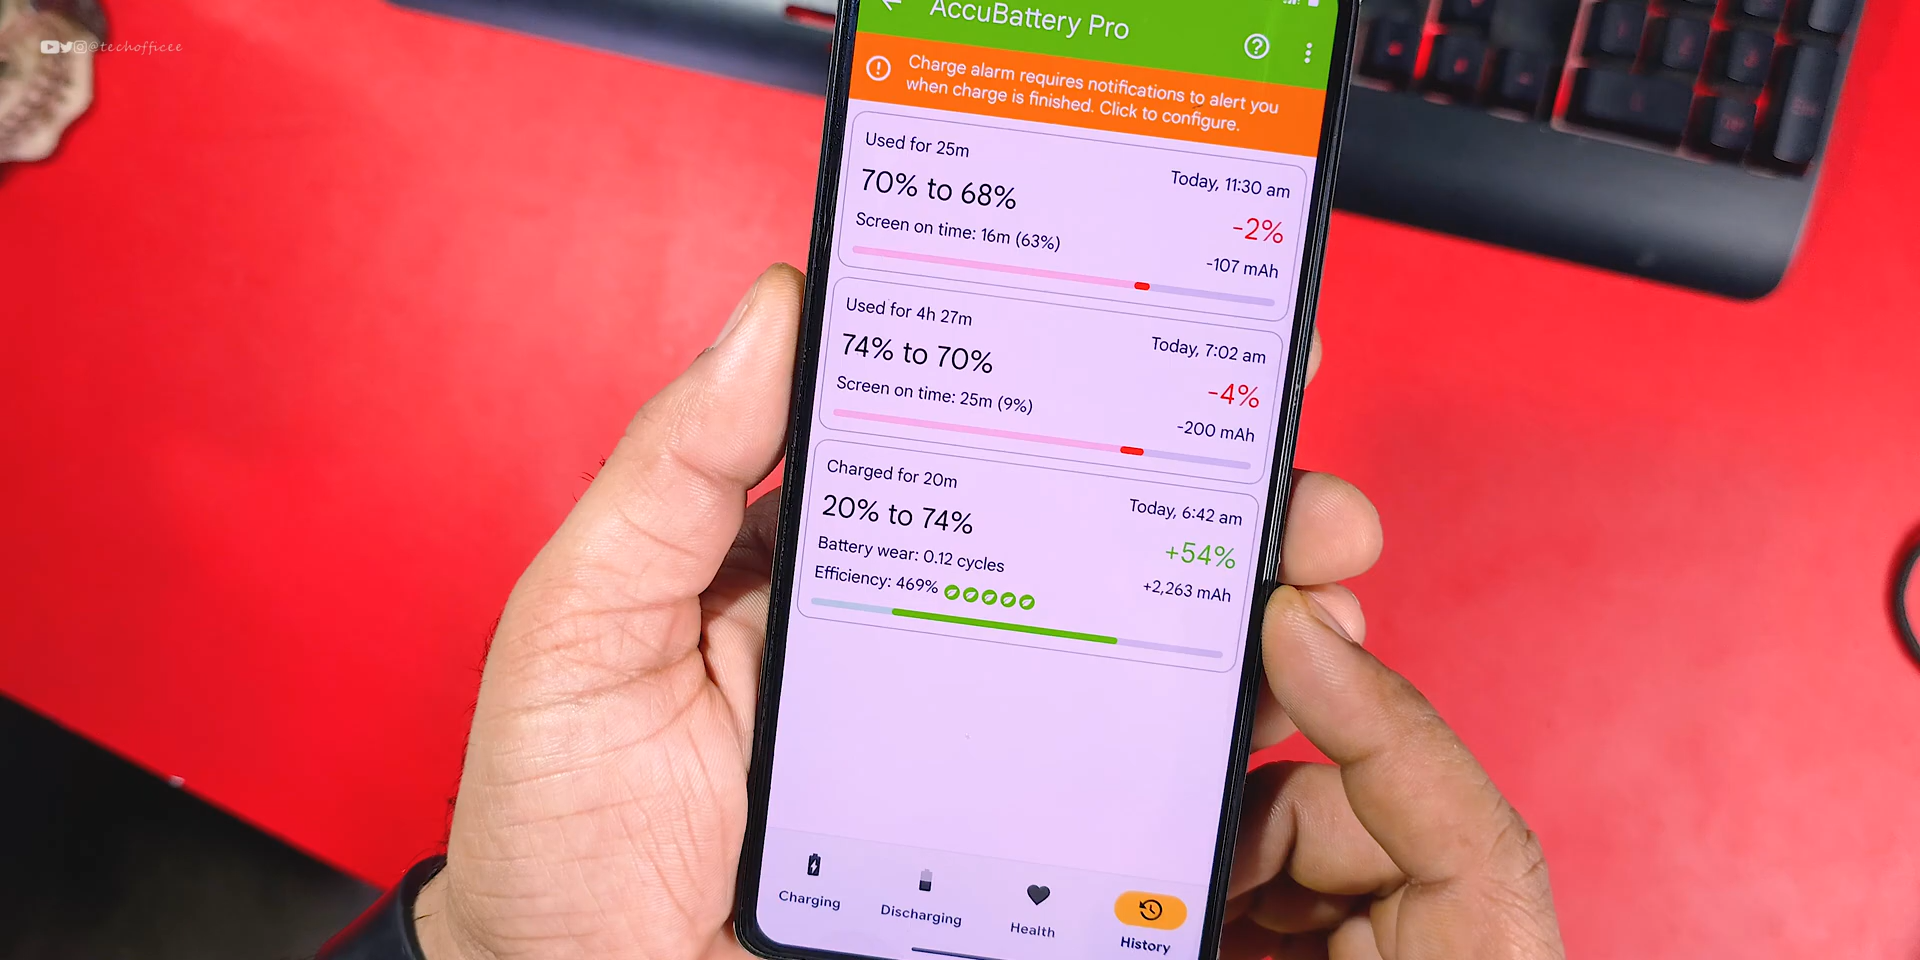 @techofficee
AccuBattery Pro
Charge alarm requires notifications to alert you
when charge is finished. Click to configure.
Used for 25m
Today, 11:30 am
70% to 68%
-2%
Screen on time: 16m (63%)
-107 mAh
Used for 4h 27m
Today, 7:02 am
74% to 70%
-4%
Screen on time: 25m (9%)
-200 mAh
Charged for 20m
Today, 6:42 am
20% to 74%
+54%
Battery wear: 0.12 cycles
+2,263 mAh
Efficiency: 469%
Charging
Discharging
Health
History